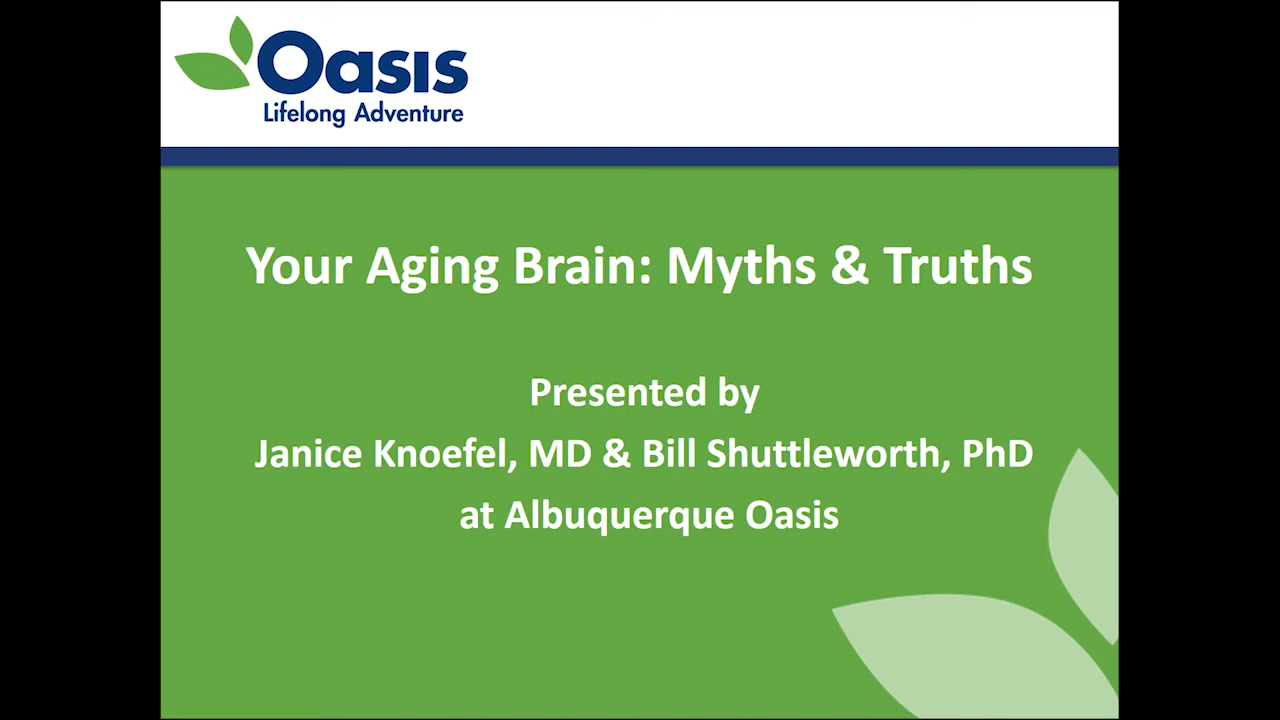 Oasis
Lifelong Adventure
Your Aging Brain: Myths & Truths
Presented by
Janice Knoefel, MD & Bill Shuttleworth, PhD
at Albuquerque Oasis